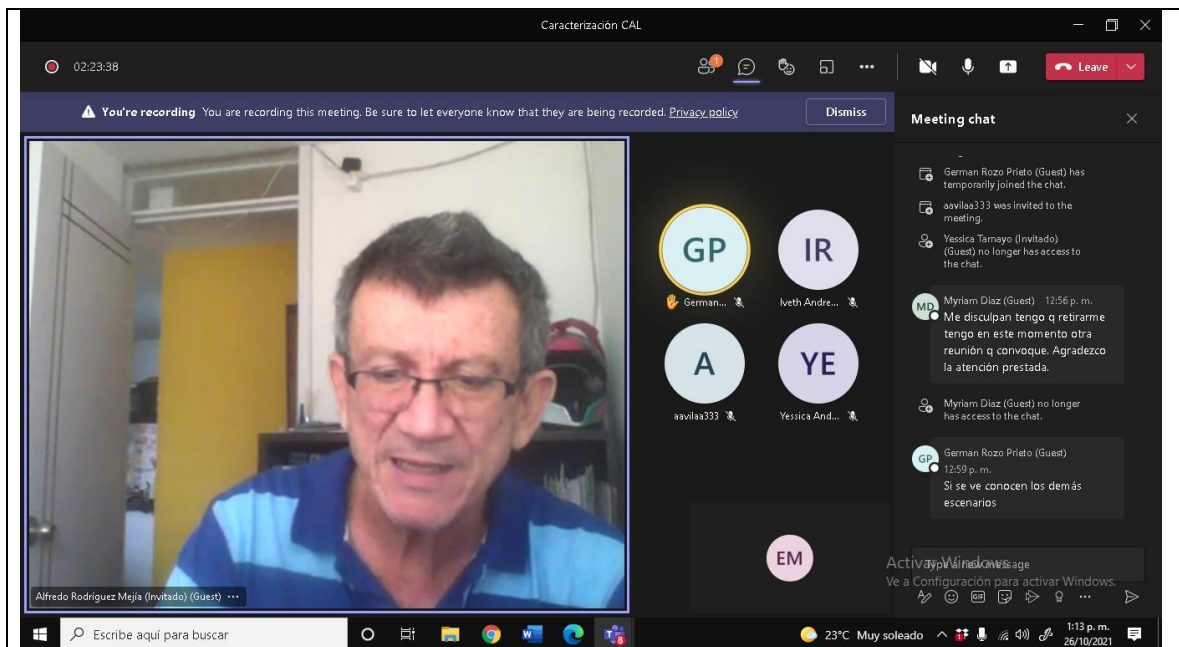 Caracterización CAL
02:23:38
1
Leave
You're recording You are recording this meeting. Be sure to let everyone know that they are being recorded. Privacy policy
Dismiss
Alfredo Rodríguez Mejía (Invitado) (Guest) •••
GP
German...
IR
Iveth Andre...
A
aavilaa333
YE
Yessica And...
EM
Meeting chat
German Rozo Prieto (Guest) has
temporarily joined the chat.
aavilaa333 was invited to the
meeting.
Yessica Tamayo (Invitado)
(Guest) no longer has access to
the chat.
MD
Myriam Diaz (Guest) 12:56 p. m.
Me disculpan tengo q retirarme
tengo en este momento otra
reunión q convoque. Agradezco
la atención prestada.
Myriam Diaz (Guest) no longer
has access to the chat.
GP
German Rozo Prieto (Guest)
12:59 p. m.
Si se ve conocen los demás
escenarios
Type a new message
Activar Windows
Ve a Configuración para activar Windows.
GIF
Escribe aquí para buscar
8
23°C Muy soleado
1:13 p. m.
26/10/2021